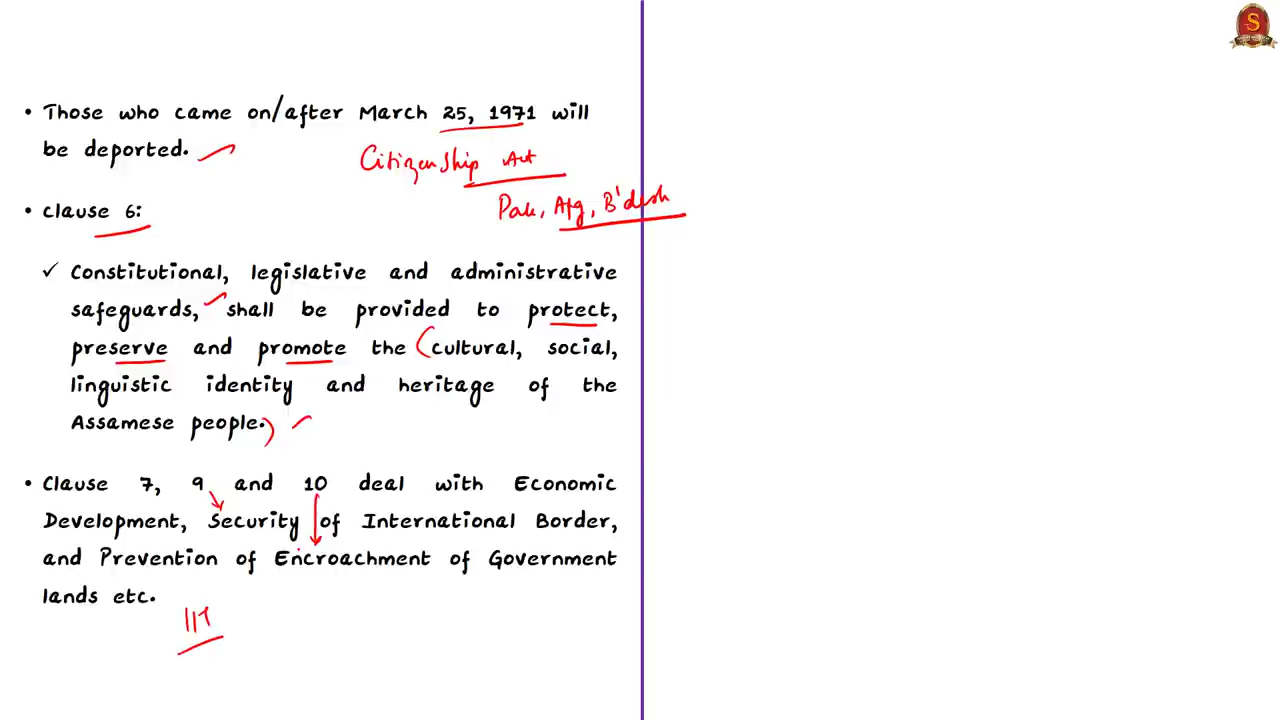 • Those who came on/after March 25, 1971 will
be deported.
Citizenship Act
Pak, Afg, B'desh
• Clause 6:
✓ Constitutional, legislative and administrative
safeguards, shall be provided to protect,
preserve and promote the (cultural, social,
linguistic identity and heritage of the
Assamese people.)
• Clause 7, 9 and 10 deal with Economic
Development, Security of International Border,
and Prevention of Encroachment of Government
lands etc.
S